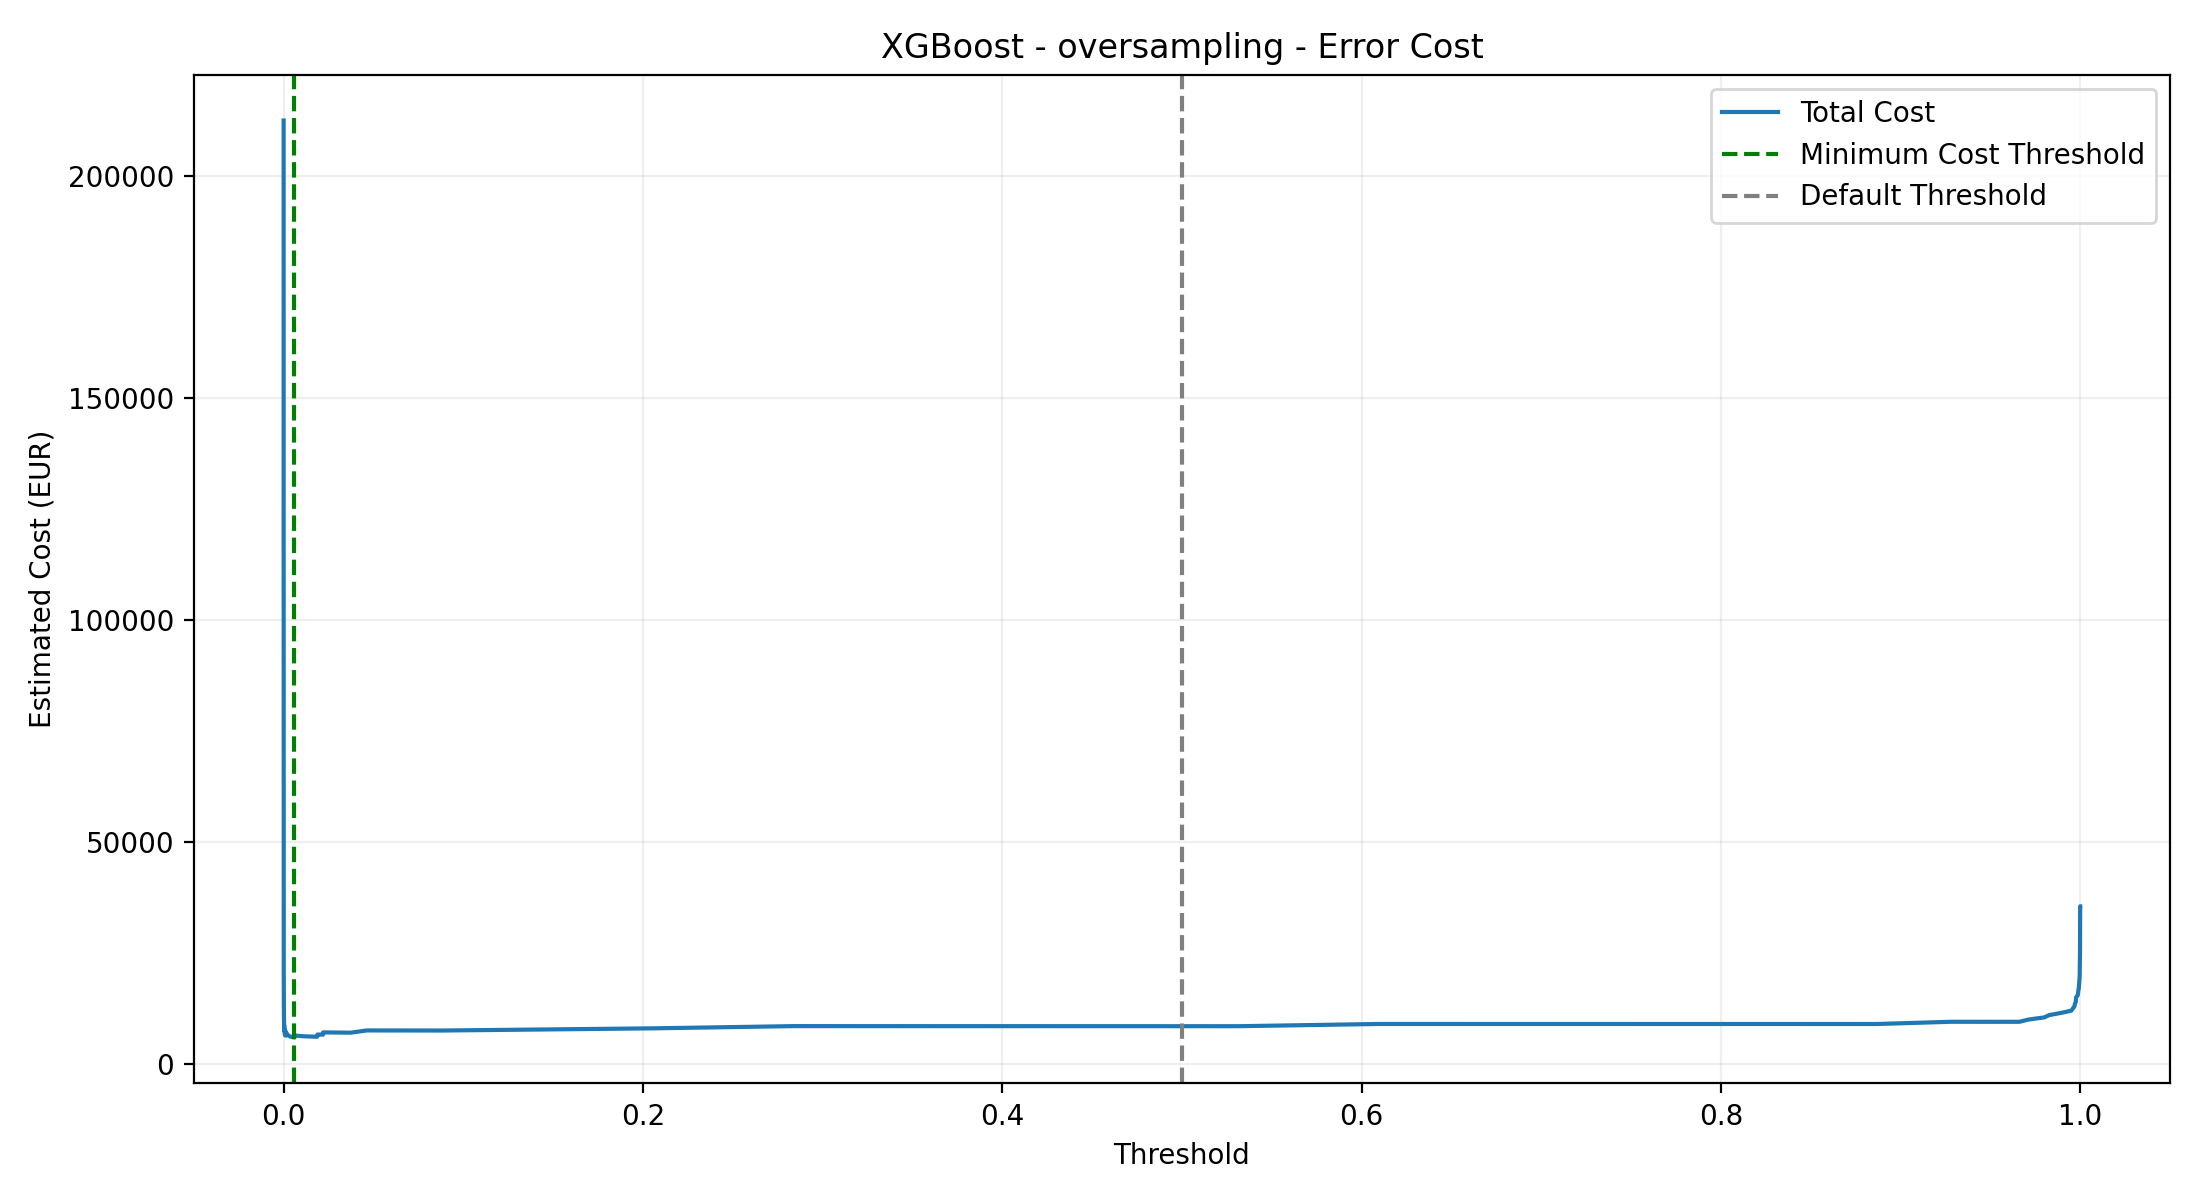 XGBoost - oversampling - Error Cost
Total Cost
Minimum Cost Threshold
Default Threshold
Estimated Cost (EUR)
200000
150000
100000
50000
0
0.0 0.2 0.4 0.6 0.8 1.0
Threshold